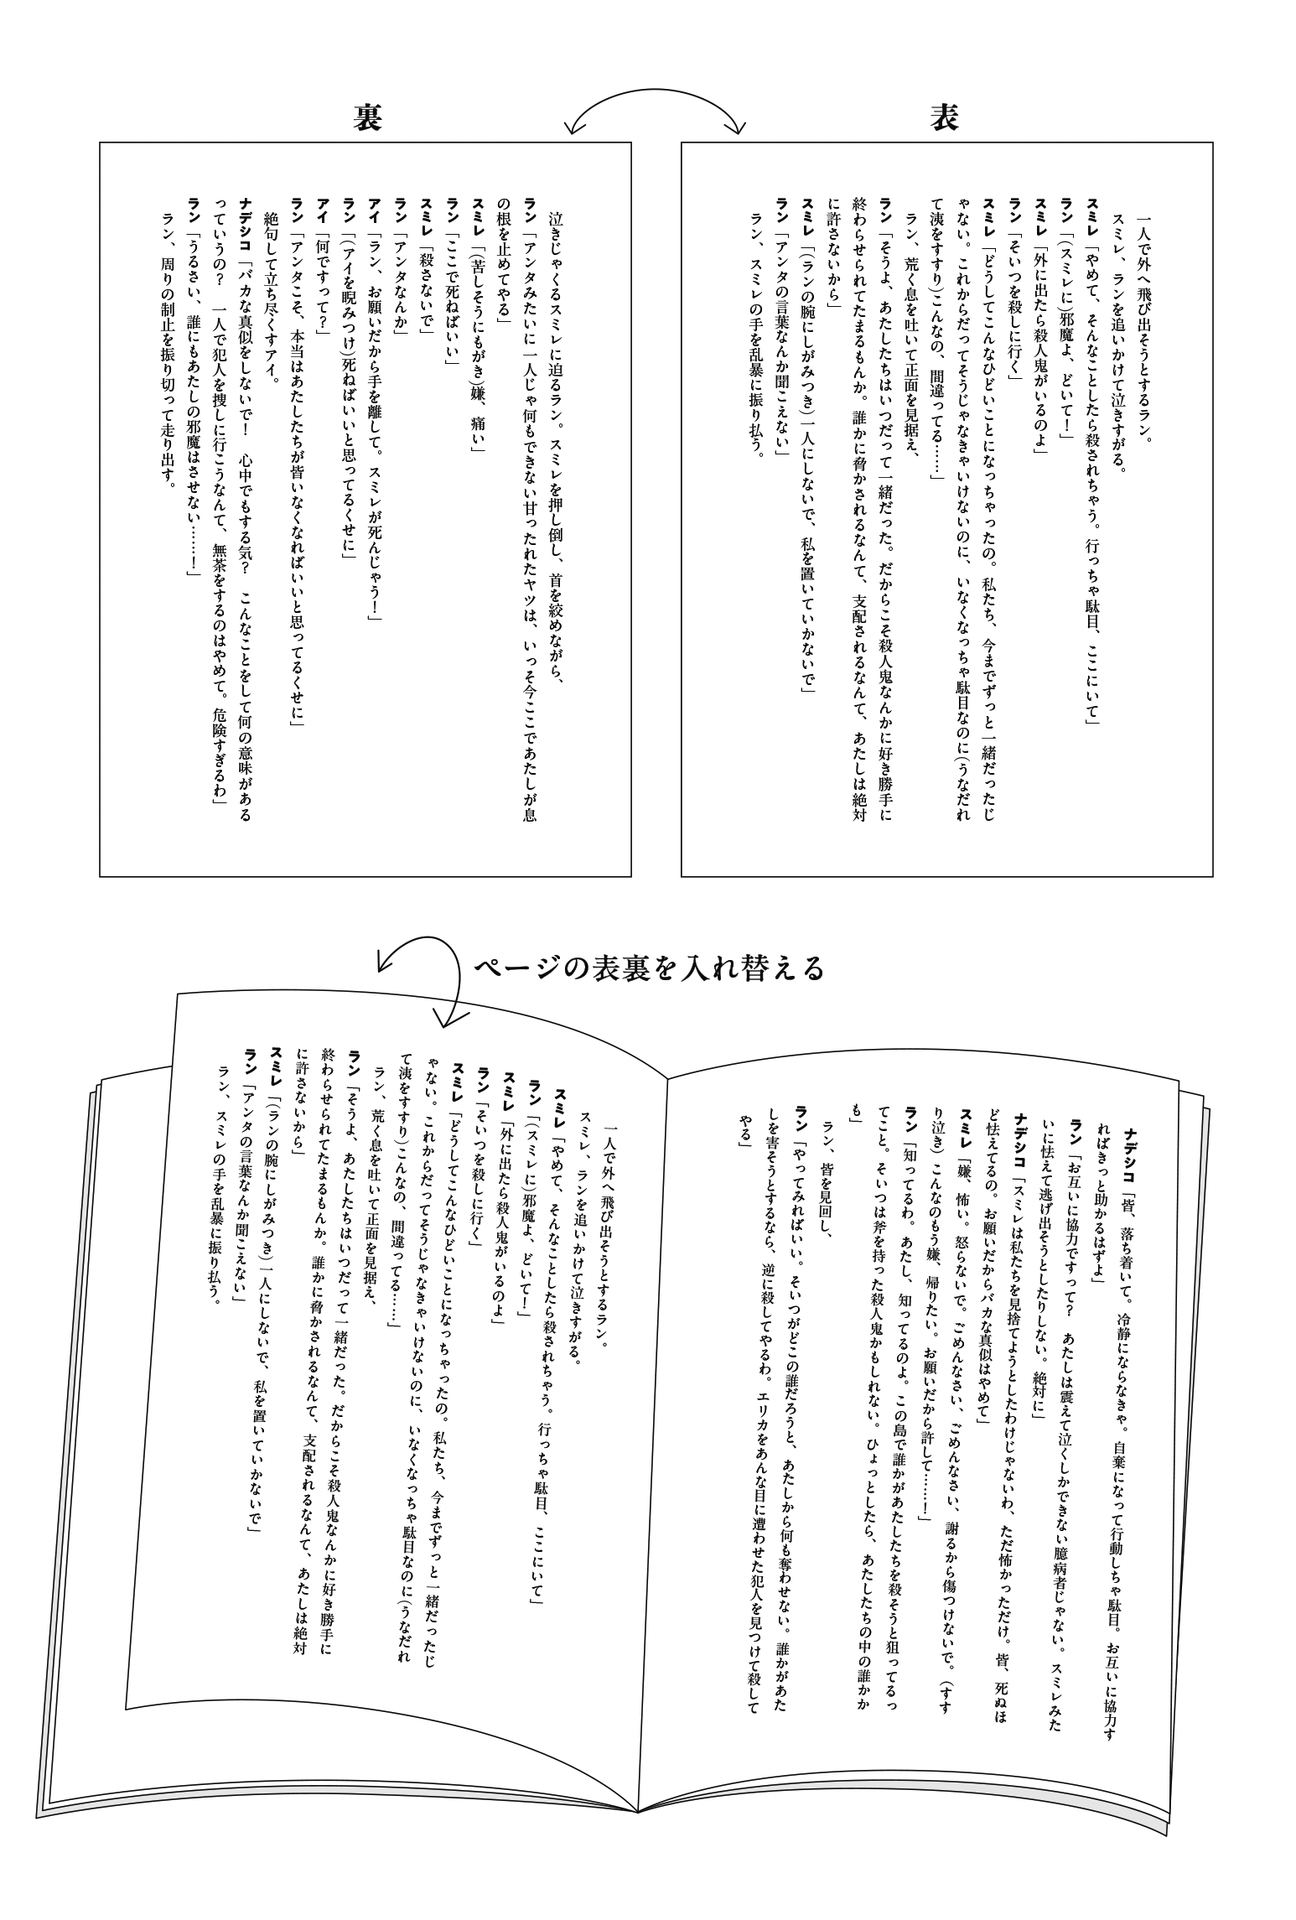 表
一人で外へ飛び出そうとするラン。
スミレ、ランを追いかけて泣きすがる。
スミレ「やめて、そんなことしたら殺されちゃう。行っちゃ駄目、ここにいて」
ラン「(スミレに)邪魔よ、どいて！」
スミレ「外に出たら殺人鬼がいるのよ」
ラン「そいつを殺しに行く」
スミレ「どうしてこんなひどいことになっちゃったの。私たち、今までずっと一緒だったじ
ゃない。これからだってそうじゃなきゃいけないのに、いなくなっちゃ駄目なのに(うなだれ
て洟をすすり)こんなの、間違ってる……」
ラン、荒く息を吐いて正面を見据え、
ラン「そうよ、あたしたちはいつだって一緒だった。だからこそ殺人鬼なんかに好き勝手に
終わらせられてたまるもんか。誰かに脅かされるなんて、支配されるなんて、あたしは絶対
に許さないから」
スミレ「(ランの腕にしがみつき)一人にしないで、私を置いていかないで」
ラン「アンタの言葉なんか聞こえない」
ラン、スミレの手を乱暴に振り払う。
裏
泣きじゃくるスミレに迫るラン。スミレを押し倒し、首を絞めながら、
ラン「アンタみたいに一人じゃ何もできない甘ったれたヤツは、いっそ今ここであたしが息
の根を止めてやる」
スミレ「(苦しそうにもがき)嫌、痛い」
ラン「ここで死ねばいい」
スミレ「殺さないで」
ラン「アンタなんか」
アイ「ラン、お願いだから手を離して。スミレが死んじゃう！」
ラン「(アイを睨みつけ)死ねばいいと思ってるくせに」
アイ「何ですって？」
ラン「アンタこそ、本当はあたしたちが皆いなくなればいいと思ってるくせに」
絶句して立ち尽くすアイ。
ナデシコ「バカな真似をしないで！　心中でもする気？　こんなことをして何の意味がある
っていうの？　一人で犯人を捜しに行こうなんて、無茶をするのはやめて。危険すぎるわ」
ラン「うるさい、誰にもあたしの邪魔はさせない……！」
ラン、周りの制止を振り切って走り出す。
ページの表裏を入れ替える
ナデシコ「皆、落ち着いて。冷静にならなきゃ。自棄になって行動しちゃ駄目。お互いに協力す
ればきっと助かるはずよ」
ラン「お互いに協力ですって？　あたしは震えて泣くしかできない臆病者じゃない。スミレみた
いに怯えて逃げ出そうとしたりしない。絶対に」
ナデシコ「スミレは私たちを見捨てようとしたわけじゃないわ、ただ怖かっただけ。皆、死ぬほ
ど怯えてるの。お願いだからバカな真似はやめて」
スミレ「嫌、怖い。怒らないで。ごめんなさい、ごめんなさい、謝るから傷つけないで。(すす
り泣き)こんなのもう嫌、帰りたい。お願いだから許して……！」
ラン「知ってるわ。あたし、知ってるのよ。この島で誰かがあたしたちを殺そうと狙ってるっ
てこと。そいつは斧を持った殺人鬼かもしれない。ひょっとしたら、あたしたちの中の誰かか
も」
ラン、皆を見回し、
ラン「やってみればいい。そいつがどこの誰だろうと、あたしから何も奪わせない。誰かがあた
しを害そうとするなら、逆に殺してやるわ。エリカをあんな目に遭わせた犯人を見つけて殺して
やる」
一人で外へ飛び出そうとするラン。
スミレ、ランを追いかけて泣きすがる。
スミレ「やめて、そんなことしたら殺されちゃう。行っちゃ駄目、ここにいて」
ラン「(スミレに)邪魔よ、どいて！」
スミレ「外に出たら殺人鬼がいるのよ」
ラン「そいつを殺しに行く」
スミレ「どうしてこんなひどいことになっちゃったの。私たち、今までずっと一緒だったじ
ゃない。これからだってそうじゃなきゃいけないのに、いなくなっちゃ駄目なのに(うなだれ
て洟をすすり)こんなの、間違ってる……」
ラン、荒く息を吐いて正面を見据え、
ラン「そうよ、あたしたちはいつだって一緒だった。だからこそ殺人鬼なんかに好き勝手に
終わらせられてたまるもんか。誰かに脅かされるなんて、支配されるなんて、あたしは絶対
に許さないから」
スミレ「(ランの腕にしがみつき)一人にしないで、私を置いていかないで」
ラン「アンタの言葉なんか聞こえない」
ラン、スミレの手を乱暴に振り払う。